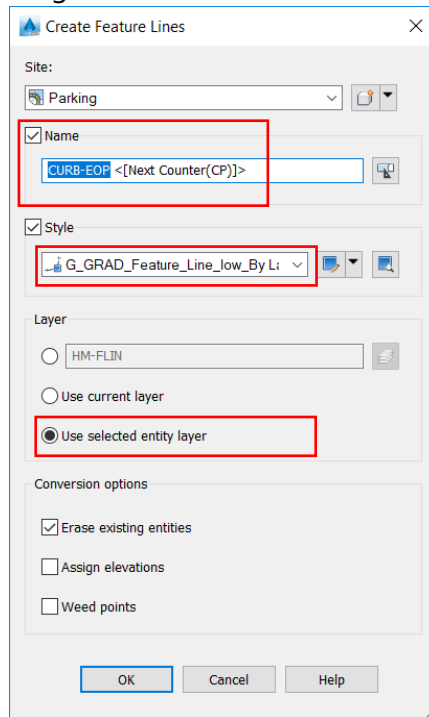 Create Feature Lines
Site:
Parking
Name
CURB-EOP <[Next Counter(CP)]>
Style
G_GRAD_Feature_Line_low_By La
Layer
HM-FLIN
Use current layer
Use selected entity layer
Conversion options
Erase existing entities
Assign elevations
Weed points
OK Cancel Help